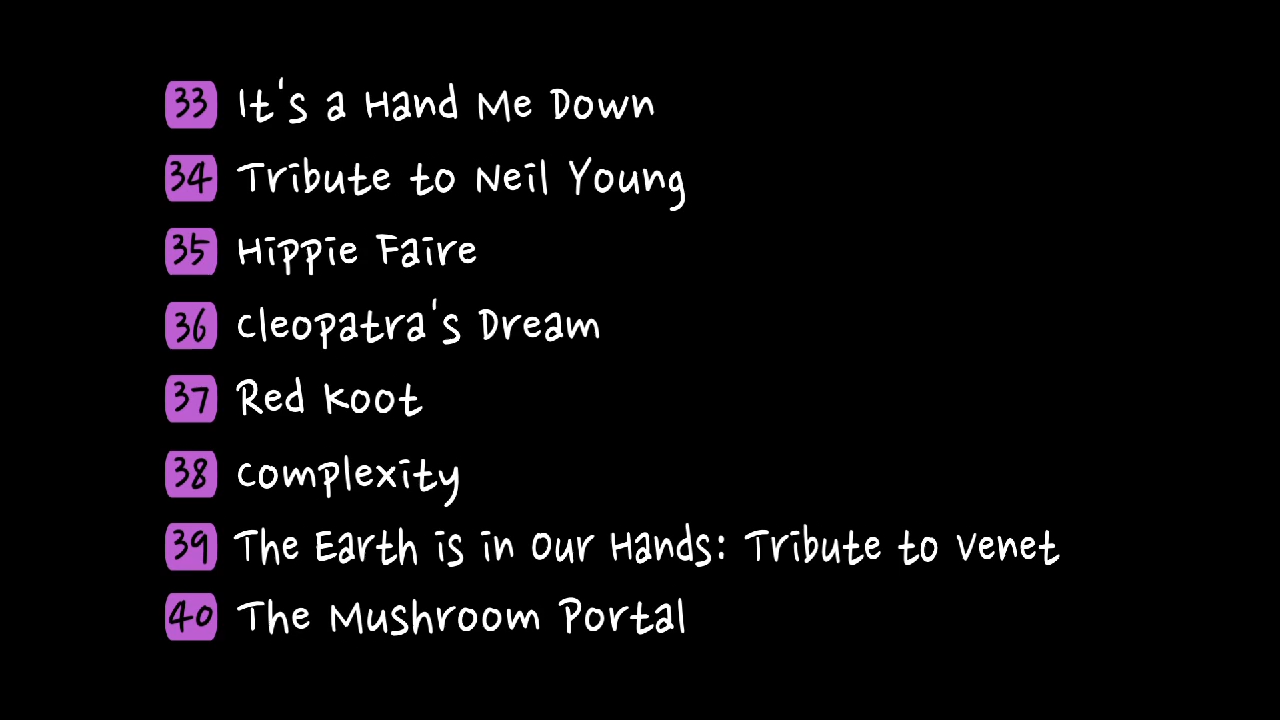 33 It's a Hand Me Down
34 Tribute to Neil Young
35 Hippie Faire
36 Cleopatra's Dream
37 Red Koot
38 Complexity
39 The Earth is in Our Hands: Tribute to Venet
40 The Mushroom Portal